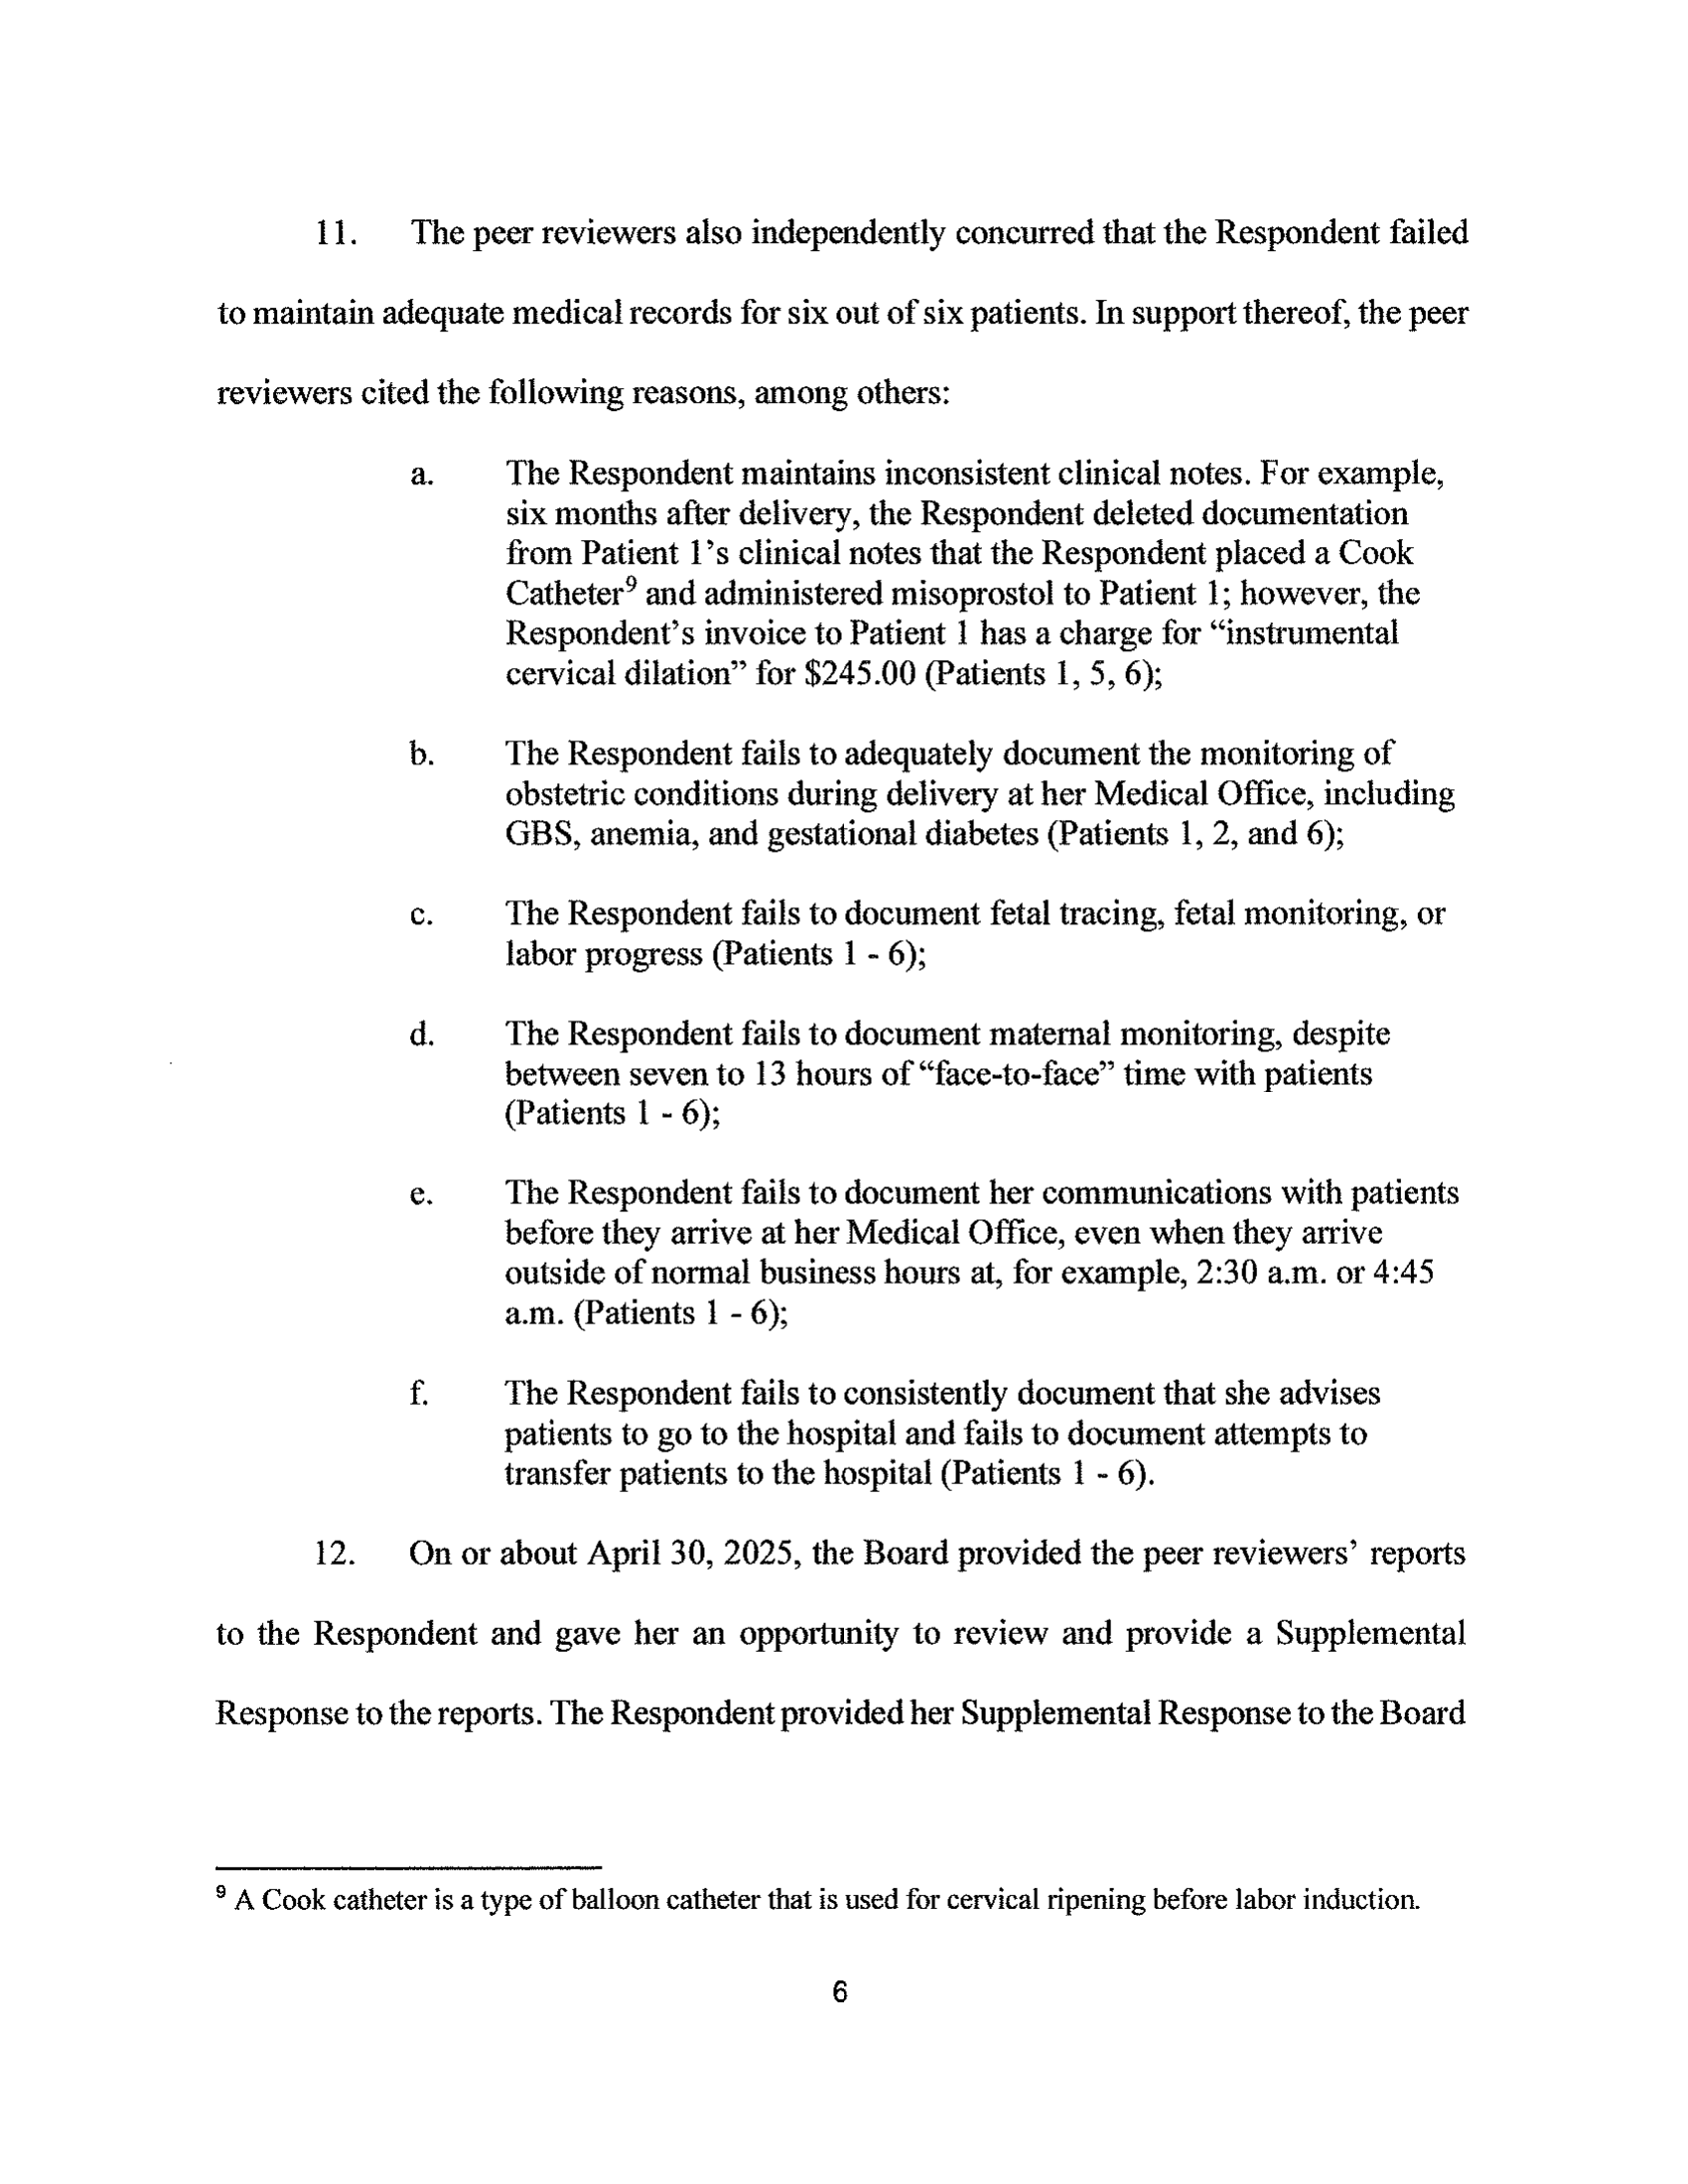 11. The peer reviewers also independently concurred that the Respondent failed
to maintain adequate medical records for six out of six patients. In support thereof, the peer
reviewers cited the following reasons, among others:
a. The Respondent maintains inconsistent clinical notes. For example,
six months after delivery, the Respondent deleted documentation
from Patient 1’s clinical notes that the Respondent placed a Cook
Catheter⁹ and administered misoprostol to Patient 1; however, the
Respondent’s invoice to Patient 1 has a charge for “instrumental
cervical dilation” for $245.00 (Patients 1, 5, 6);
b. The Respondent fails to adequately document the monitoring of
obstetric conditions during delivery at her Medical Office, including
GBS, anemia, and gestational diabetes (Patients 1, 2, and 6);
c. The Respondent fails to document fetal tracing, fetal monitoring, or
labor progress (Patients 1 - 6);
d. The Respondent fails to document maternal monitoring, despite
between seven to 13 hours of “face-to-face” time with patients
(Patients 1 - 6);
e. The Respondent fails to document her communications with patients
before they arrive at her Medical Office, even when they arrive
outside of normal business hours at, for example, 2:30 a.m. or 4:45
a.m. (Patients 1 - 6);
f. The Respondent fails to consistently document that she advises
patients to go to the hospital and fails to document attempts to
transfer patients to the hospital (Patients 1 - 6).
12. On or about April 30, 2025, the Board provided the peer reviewers’ reports
to the Respondent and gave her an opportunity to review and provide a Supplemental
Response to the reports. The Respondent provided her Supplemental Response to the Board
⁹ A Cook catheter is a type of balloon catheter that is used for cervical ripening before labor induction.
6